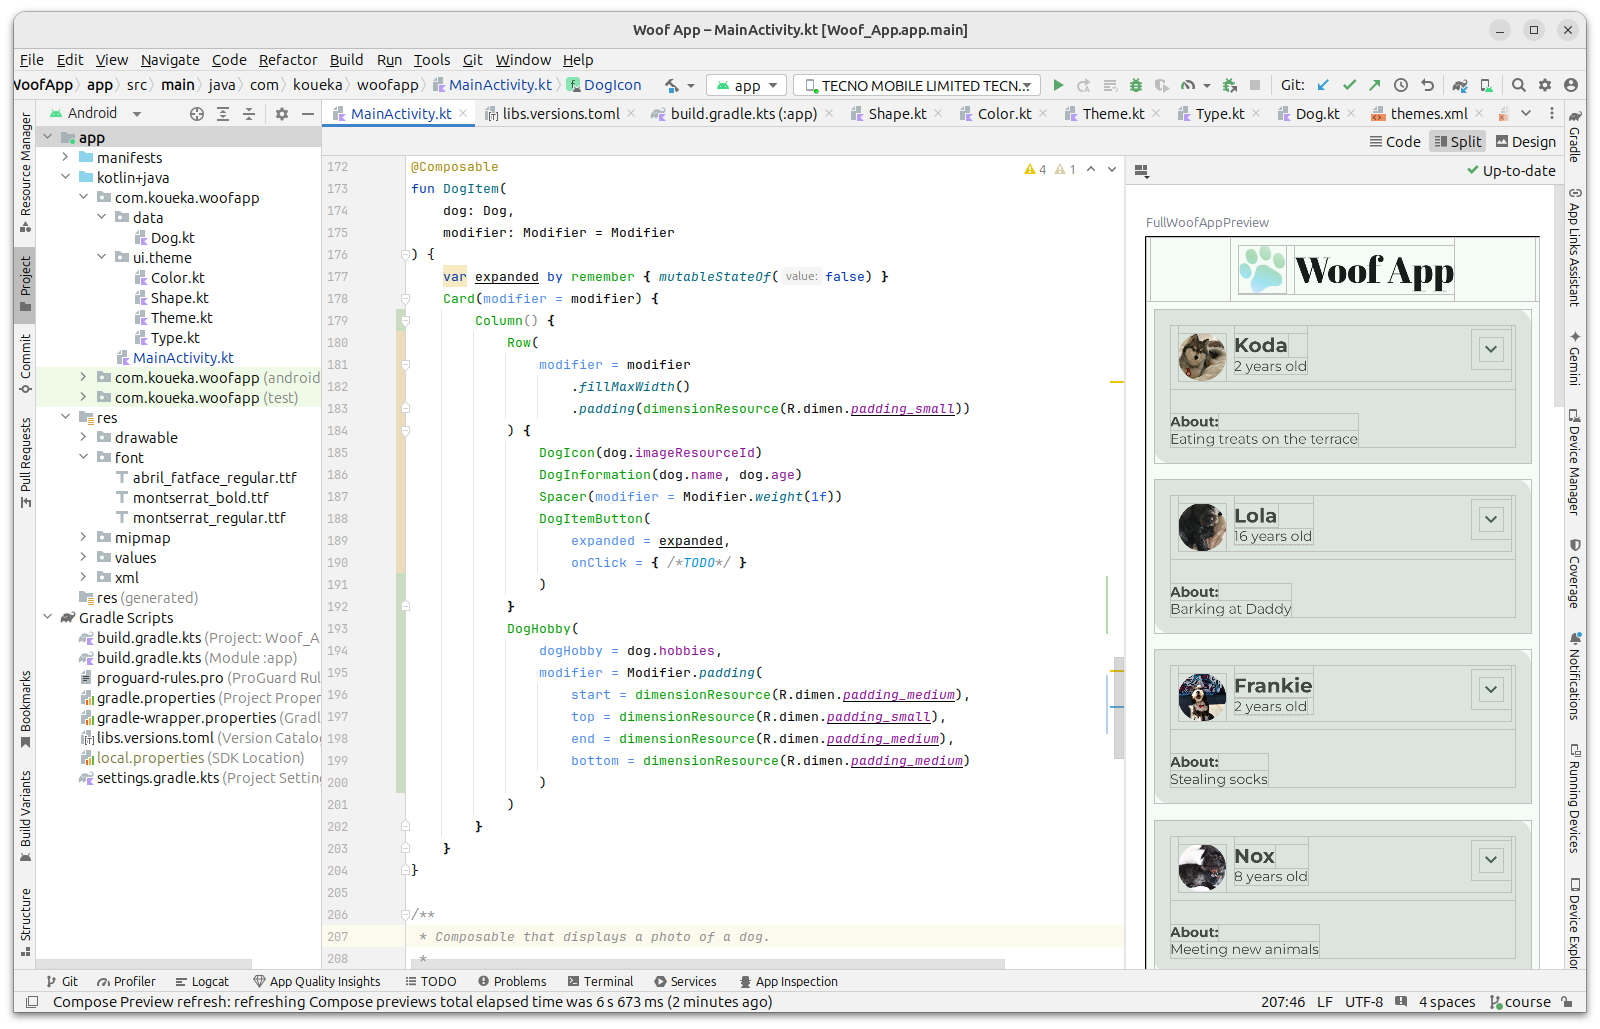 Woof App – MainActivity.kt [Woof_App.app.main]
File Edit View Navigate Code Refactor Build Run Tools Git Window Help
WoofApp app src main java com koueka woofapp MainActivity.kt DogIcon app TECNO MOBILE LIMITED TECN... Git:
Android MainActivity.kt libs.versions.toml build.gradle.kts (:app) Shape.kt Color.kt Theme.kt Type.kt Dog.kt themes.xml
Code Split Design
Resource Manager
Project
Commit
Pull Requests
Bookmarks
Build Variants
Structure
app
manifests
kotlin+java
com.koueka.woofapp
data
Dog.kt
ui.theme
Color.kt
Shape.kt
Theme.kt
Type.kt
MainActivity.kt
com.koueka.woofapp (android
com.koueka.woofapp (test)
res
drawable
font
abril_fatface_regular.ttf
montserrat_bold.ttf
montserrat_regular.ttf
mipmap
values
xml
res (generated)
Gradle Scripts
build.gradle.kts (Project: Woof_A
build.gradle.kts (Module :app)
proguard-rules.pro (ProGuard Rul
gradle.properties (Project Proper
gradle-wrapper.properties (Gradl
libs.versions.toml (Version Catalo
local.properties (SDK Location)
settings.gradle.kts (Project Settin
4 1
172 @Composable
173 fun DogItem(
174 dog: Dog,
175 modifier: Modifier = Modifier
176 ) {
177 var expanded by remember { mutableStateOf( value: false) }
178 Card(modifier = modifier) {
179 Column() {
180 Row(
181 modifier = modifier
182 .fillMaxWidth()
183 .padding(dimensionResource(R.dimen.padding_small))
184 ) {
185 DogIcon(dog.imageResourceId)
186 DogInformation(dog.name, dog.age)
187 Spacer(modifier = Modifier.weight(1f))
188 DogItemButton(
189 expanded = expanded,
190 onClick = { /*TODO*/ }
191 )
192 }
193 DogHobby(
194 dogHobby = dog.hobbies,
195 modifier = Modifier.padding(
196 start = dimensionResource(R.dimen.padding_medium),
197 top = dimensionResource(R.dimen.padding_small),
198 end = dimensionResource(R.dimen.padding_medium),
199 bottom = dimensionResource(R.dimen.padding_medium)
200 )
201 )
202 }
203 }
204 }
205
206 /**
207 * Composable that displays a photo of a dog.
208 *
Up-to-date
FullWoofAppPreview
Woof App
Koda
2 years old
About:
Eating treats on the terrace
Lola
16 years old
About:
Barking at Daddy
Frankie
2 years old
About:
Stealing socks
Nox
8 years old
About:
Meeting new animals
Gradle
App Links Assistant
Gemini
Device Manager
Coverage
Notifications
Running Devices
Device Explor
Git Profiler Logcat App Quality Insights TODO Problems Terminal Services App Inspection
Compose Preview refresh: refreshing Compose previews total elapsed time was 6 s 673 ms (2 minutes ago) 207:46 LF UTF-8 4 spaces course